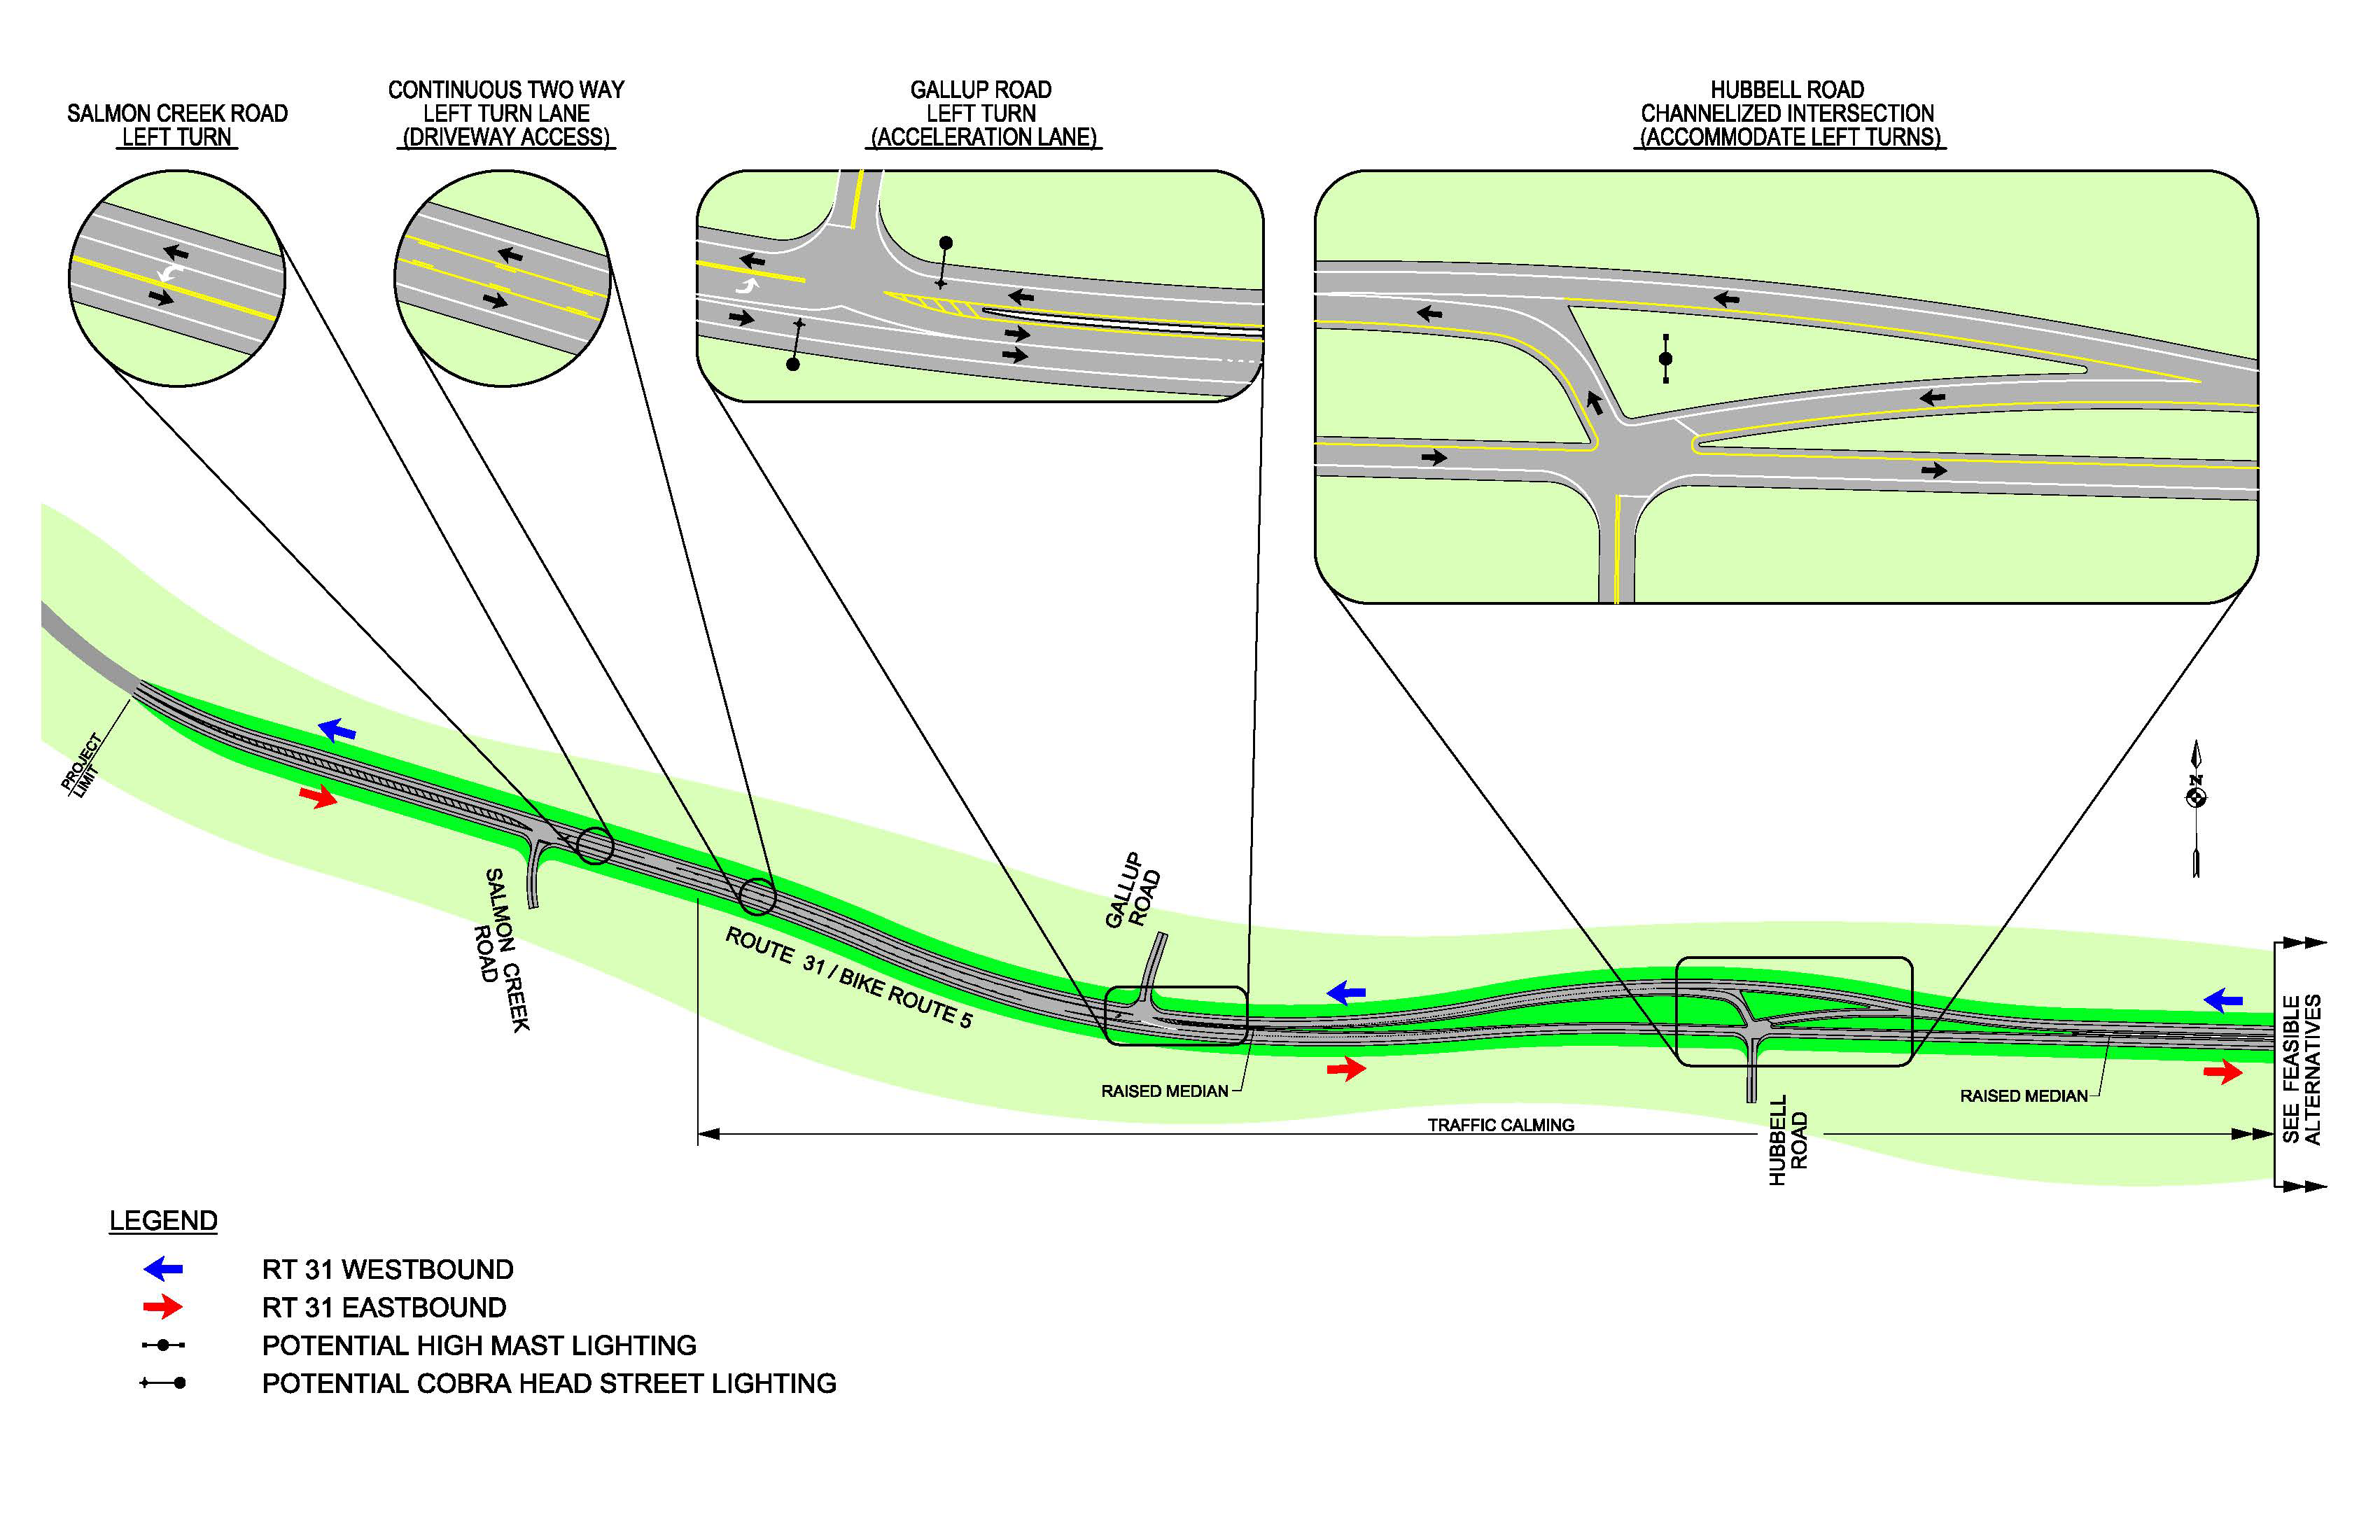 SALMON CREEK ROAD
LEFT TURN
CONTINUOUS TWO WAY
LEFT TURN LANE
(DRIVEWAY ACCESS)
GALLUP ROAD
LEFT TURN
(ACCELERATION LANE)
HUBBELL ROAD
CHANNELIZED INTERSECTION
(ACCOMMODATE LEFT TURNS)
PROJECT
LIMIT
SALMON CREEK
ROAD
ROUTE 31 / BIKE ROUTE 5
GALLUP
ROAD
RAISED MEDIAN
TRAFFIC CALMING
HUBBELL
ROAD
RAISED MEDIAN
N
SEE FEASIBLE
ALTERNATIVES
LEGEND
RT 31 WESTBOUND
RT 31 EASTBOUND
POTENTIAL HIGH MAST LIGHTING
POTENTIAL COBRA HEAD STREET LIGHTING